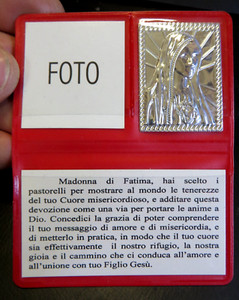 FOTO
Madonna di Fatima, hai scelto i
pastorelli per mostrare al mondo le tenerezze
del tuo Cuore misericordioso, e additare questa
devozione come una via per portare le anime a
Dio. Concedici la grazia di poter comprendere
il tuo messaggio di amore e di misericordia, e
di metterlo in pratica, in modo che il tuo cuore
sia effettivamente il nostro rifugio, la nostra
gioia e il cammino che ci conduca all'amore e
all'unione con tuo Figlio Gesù.